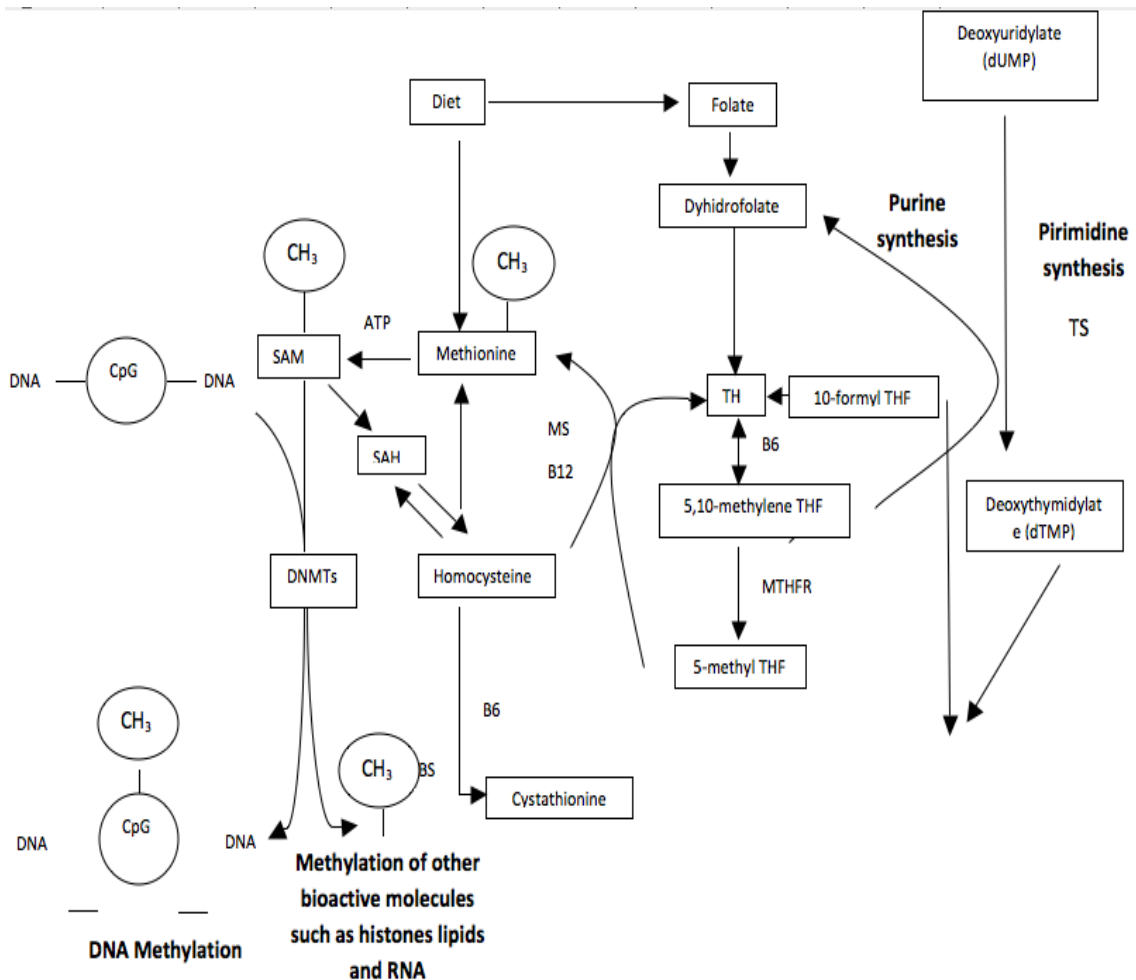 Deoxyuridylate
(dUMP)
Diet
Folate
Dyhidrofolate
Purine
synthesis
Pirimidine
synthesis
TS
CH3
CH3
ATP
SAM
Methionine
DNA
CpG
DNA
TH
10-formyl THF
MS
B12
B6
SAH
5,10-methylene THF
Deoxythymidylat
e (dTMP)
DNMTs
Homocysteine
MTHFR
5-methyl THF
B6
CH3
CH3
BS
Cystathionine
DNA
CpG
DNA
Methylation of other
bioactive molecules
such as histones lipids
and RNA
DNA Methylation